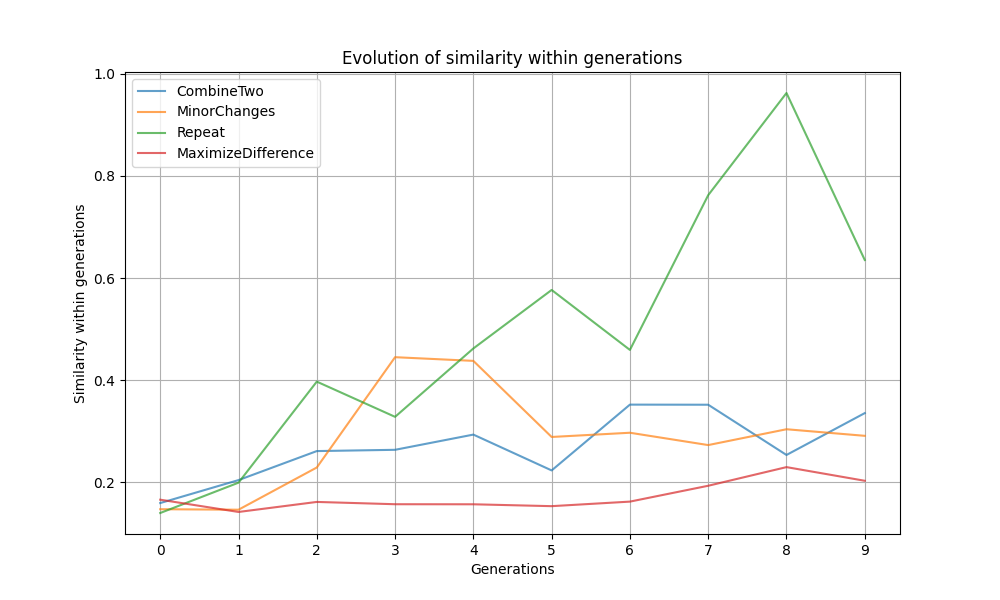 Evolution of similarity within generations
1.0
0.8
0.6
0.4
0.2
Similarity within generations
CombineTwo
MinorChanges
Repeat
MaximizeDifference
0 1 2 3 4 5 6 7 8 9
Generations